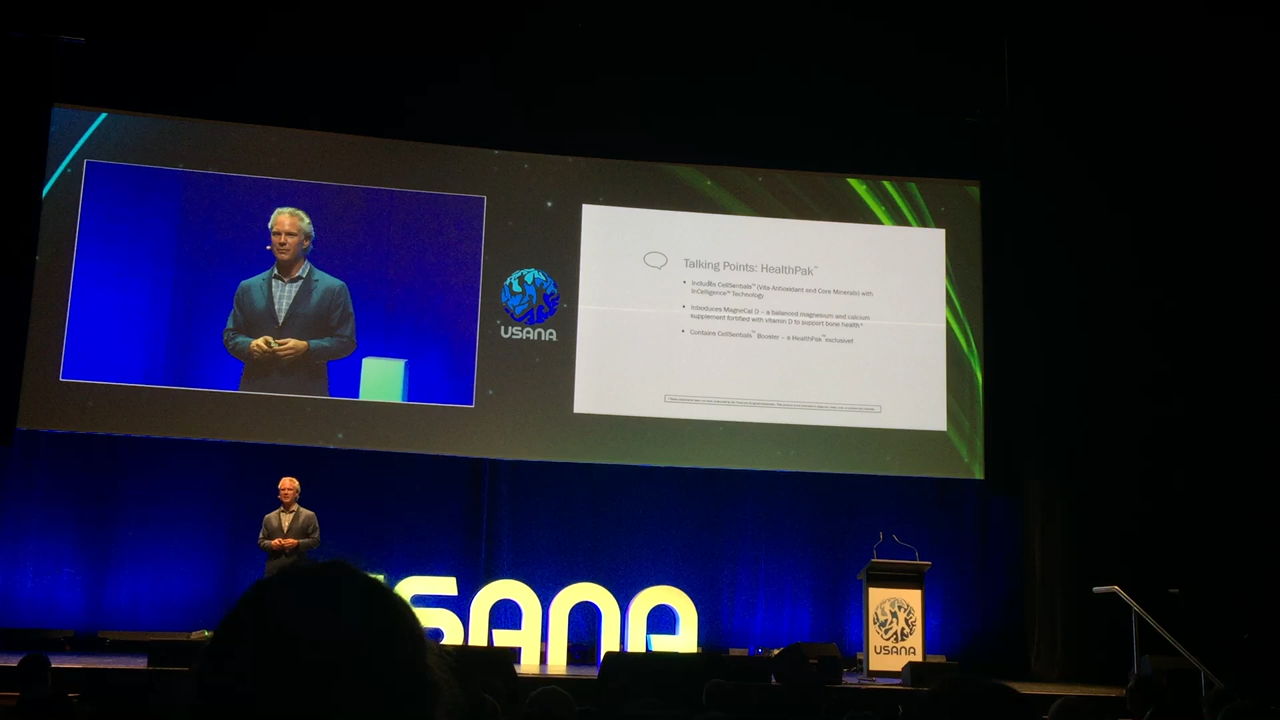 Talking Points: HealthPak™
• Includes CellSentials™ (Vita-Antioxidant and Core Minerals) with
InCelligence™ Technology
• Introduces MagneCal D – a balanced magnesium and calcium
supplement fortified with vitamin D to support bone health*
• Contains CellSentials™ Booster – a HealthPak™ exclusive!
USANA
USANA
USANA